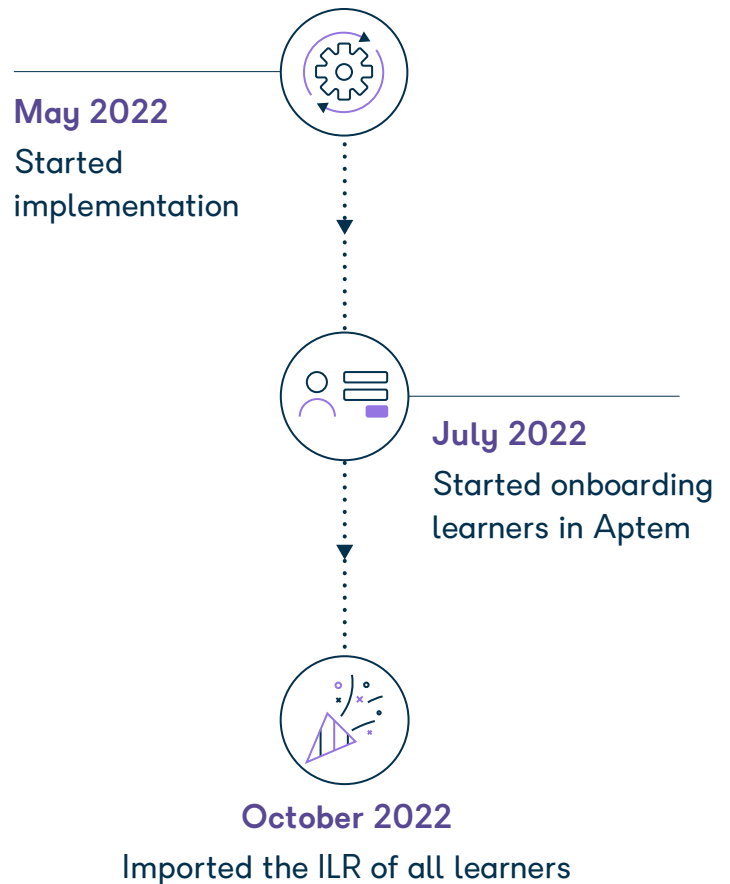 May 2022
Started
implementation
July 2022
Started onboarding
learners in Aptem
October 2022
Imported the ILR of all learners